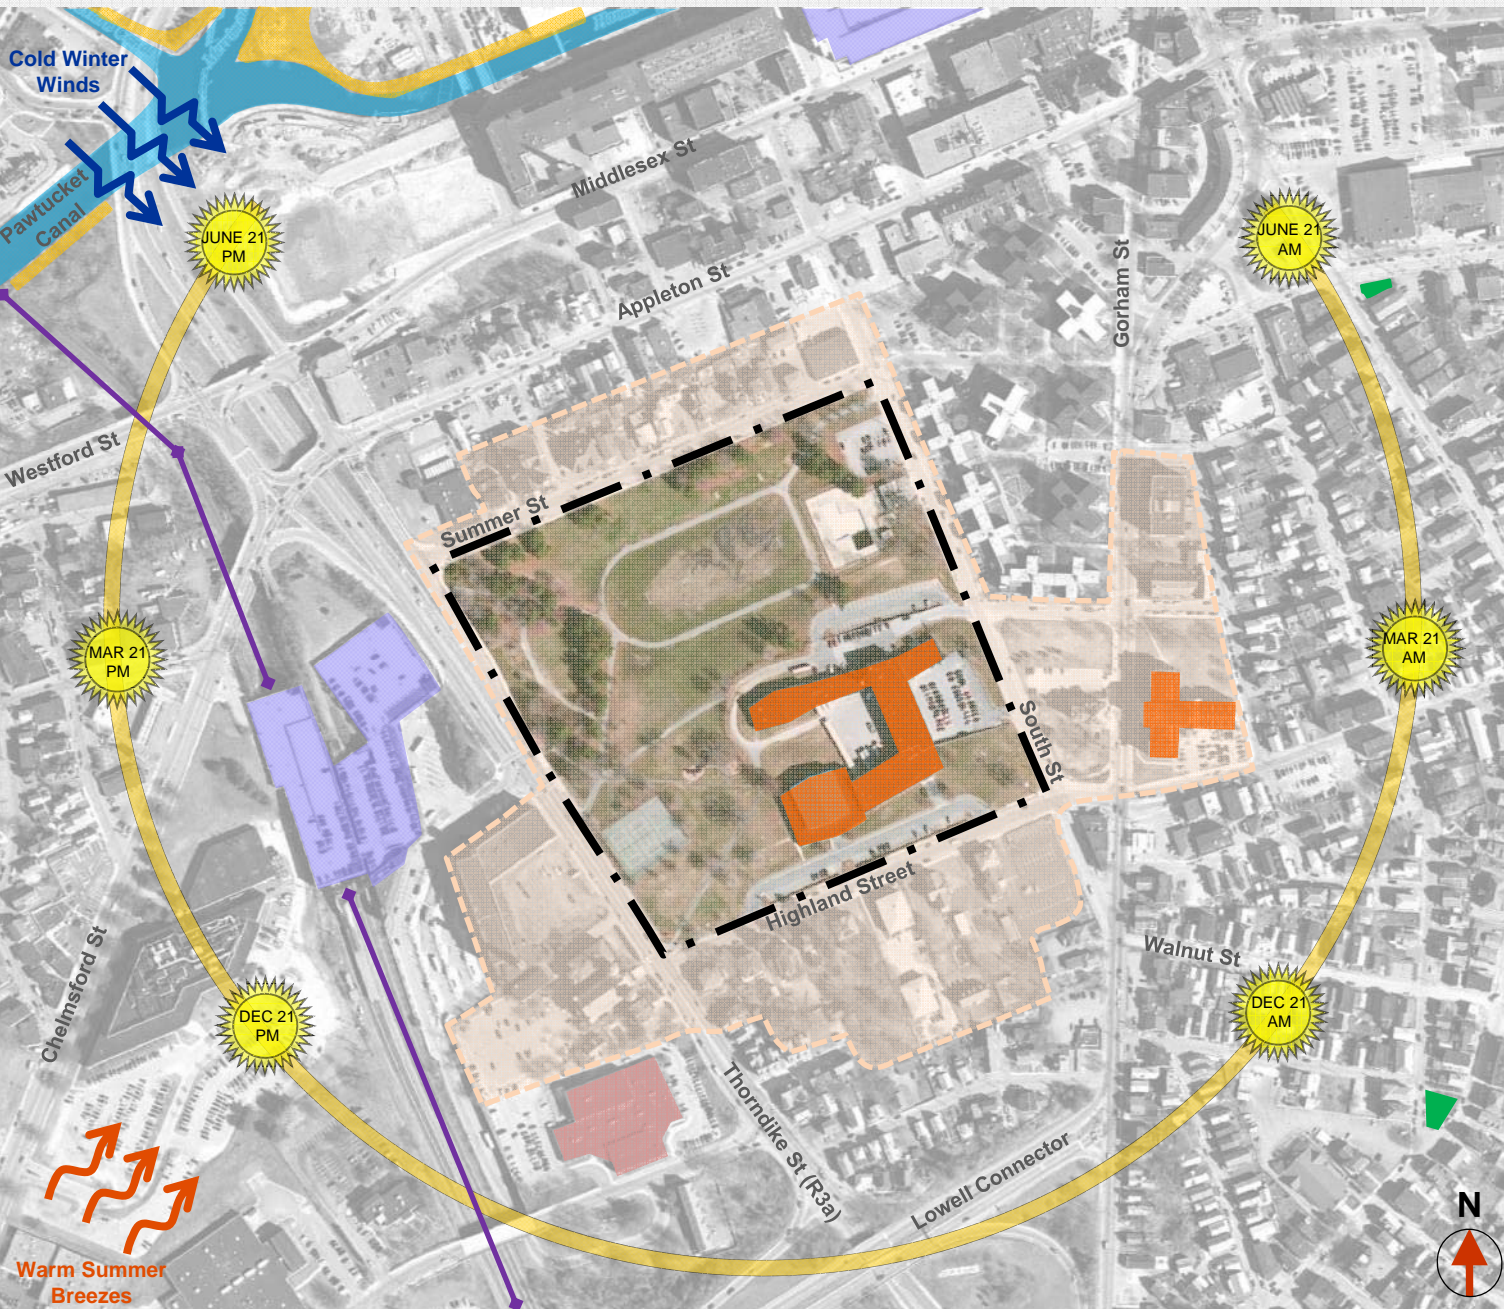 Cold Winter
Winds
Pawtucket
Canal
Middlesex St
JUNE 21
PM
JUNE 21
AM
Gorham St
Appleton St
Westford St
Summer St
MAR 21
PM
MAR 21
AM
South St
Highland Street
Walnut St
Chelmsford St
DEC 21
PM
DEC 21
AM
Thorndike St (R3a)
Lowell Connector
Warm Summer
Breezes
N